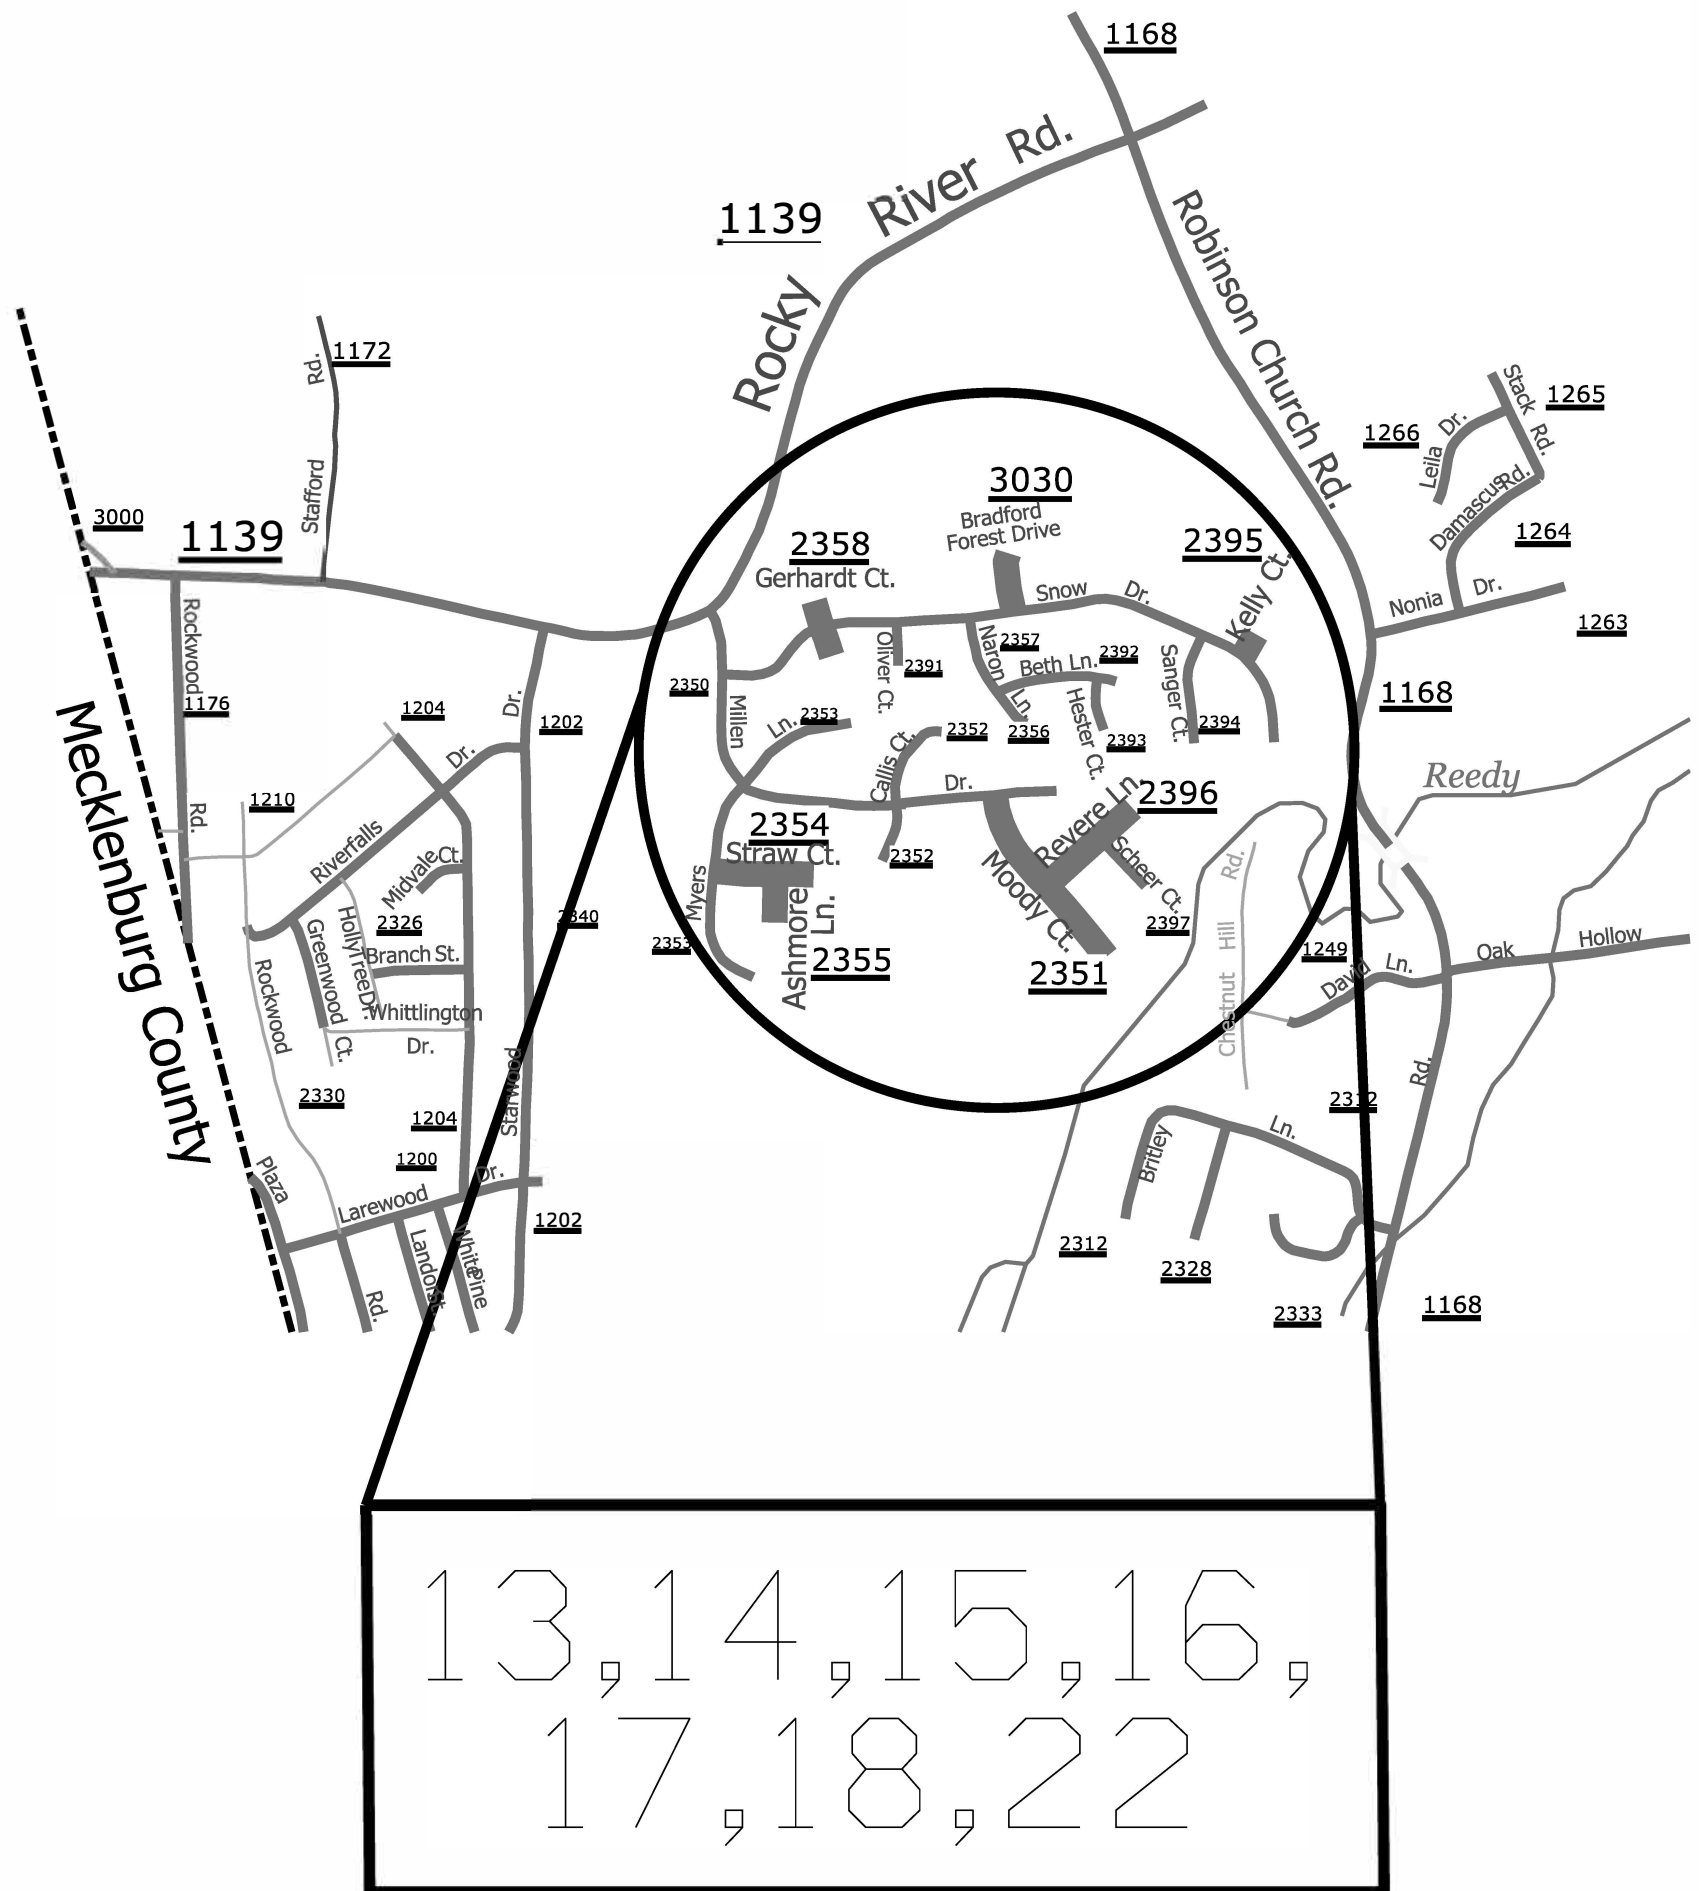 1168
Rocky River Rd.
1139
Robinson Church Rd.
1172
Stafford Rd.
Stack Rd.
1265
1266
Leila Dr.
Damascus Rd.
1264
3000
1139
3030
Bradford
Forest Drive
2358
Gerhardt Ct.
2395
Kelly Ct.
Snow Dr.
Nonia Dr.
1263
Rockwood Rd.
1176
Mecklenburg County
1204
Dr.
1202
2350
Millen
Oliver Ct.
2391
Naron Ln.
2357
Beth Ln.
2392
Hester Ct.
2393
Sanger Ct.
2394
1168
Ln.
2353
Callis Ct.
2352
2356
Dr.
Reedy
1210
Riverfalls Dr.
Midvale Ct.
2354
Straw Ct.
2352
Revere Ln.
2396
Scheer Ct.
Moody Ct.
2397
2351
Myers
2353
Ashmore Ln.
2355
2326
Branch St.
HollyTree Dr.
Greenwood Ct.
Whittlington
Dr.
Rockwood
2340
Starwood
Chestnut Hill Rd.
1249
David Ln.
Oak Hollow
Rd.
2330
1204
1200
2312
Britley Ln.
Plaza
Larewood Dr.
1202
Landorst.
White Pine
Rd.
2312
2328
2333
1168
13,14,15,16,
17,18,22